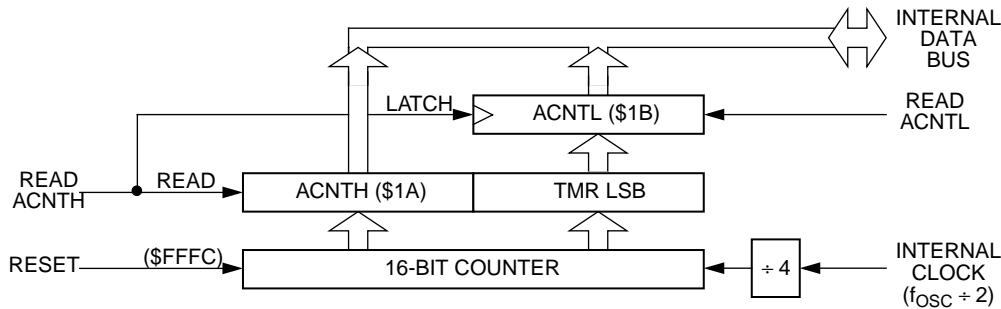 INTERNAL
DATA
BUS
LATCH
ACNTL ($1B)
READ
ACNTL
READ
ACNTH
READ
ACNTH ($1A)
TMR LSB
RESET
($FFFC)
16-BIT COUNTER
÷ 4
INTERNAL
CLOCK
(fOSC ÷ 2)